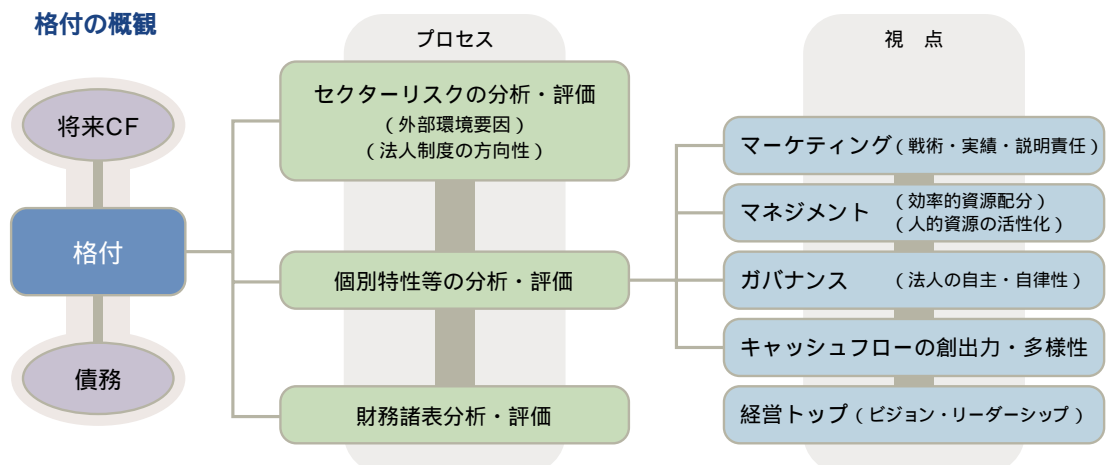 格付の概観
プロセス
視　点
将来CF
格付
債務
セクターリスクの分析・評価
（外部環境要因）
（法人制度の方向性）
個別特性等の分析・評価
財務諸表分析・評価
マーケティング（戦術・実績・説明責任）
マネジメント （効率的資源配分）
（人的資源の活性化）
ガバナンス （法人の自主・自律性）
キャッシュフローの創出力・多様性
経営トップ（ビジョン・リーダーシップ）